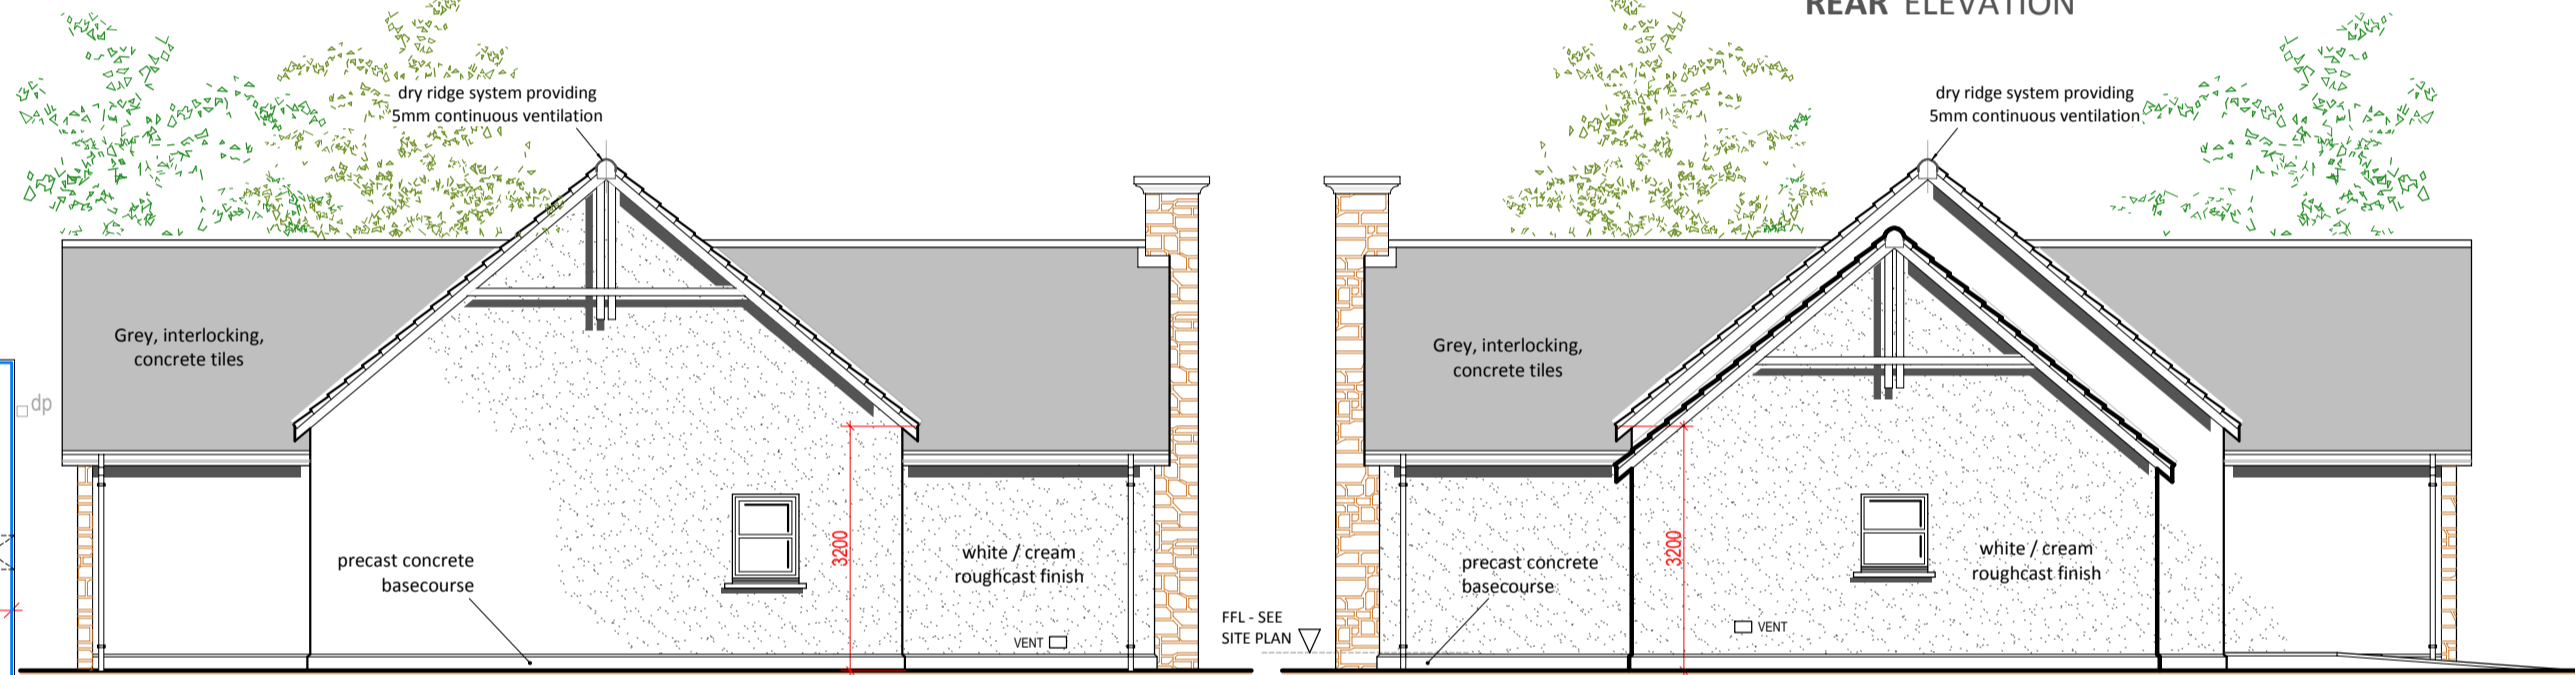 REAR ELEVATION
dry ridge system providing
5mm continuous ventilation
Grey, interlocking,
concrete tiles
dp
precast concrete
basecourse
3200
white / cream
roughcast finish
VENT
FFL - SEE
SITE PLAN
dry ridge system providing
5mm continuous ventilation
Grey, interlocking,
concrete tiles
precast concrete
basecourse
3200
white / cream
roughcast finish
VENT